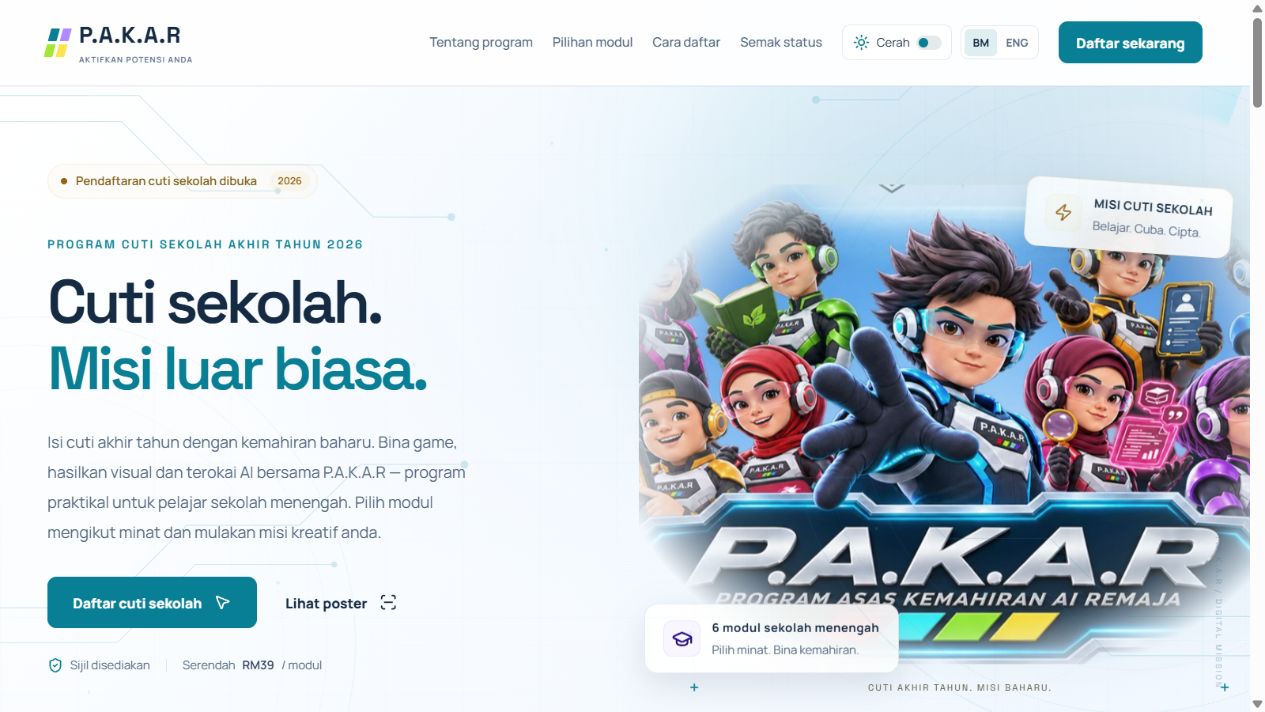 P.A.K.A.R
AKTIFKAN POTENSI ANDA
Tentang program
Pilihan modul
Cara daftar
Semak status
Cerah
BM
ENG
Daftar sekarang
Pendaftaran cuti sekolah dibuka 2026
PROGRAM CUTI SEKOLAH AKHIR TAHUN 2026
Cuti sekolah.
Misi luar biasa.
Isi cuti akhir tahun dengan kemahiran baharu. Bina game,
hasilkan visual dan terokai AI bersama P.A.K.A.R — program
praktikal untuk pelajar sekolah menengah. Pilih modul
mengikut minat dan mulakan misi kreatif anda.
Daftar cuti sekolah
Lihat poster
Sijil disediakan
Serendah RM39 / modul
MISI CUTI SEKOLAH
Belajar. Cuba. Cipta.
P.A.K.A.R
P.A.K.A.R
P.A.K.A.R
P.A.K.A.R
P.A.K.A.R
P.A.K.A.R
PROGRAM ASAS KEMAHIRAN AI REMAJA
6 modul sekolah menengah
Pilih minat. Bina kemahiran.
CUTI AKHIR TAHUN. MISI BAHARU.
/ DIGITAL MISSION